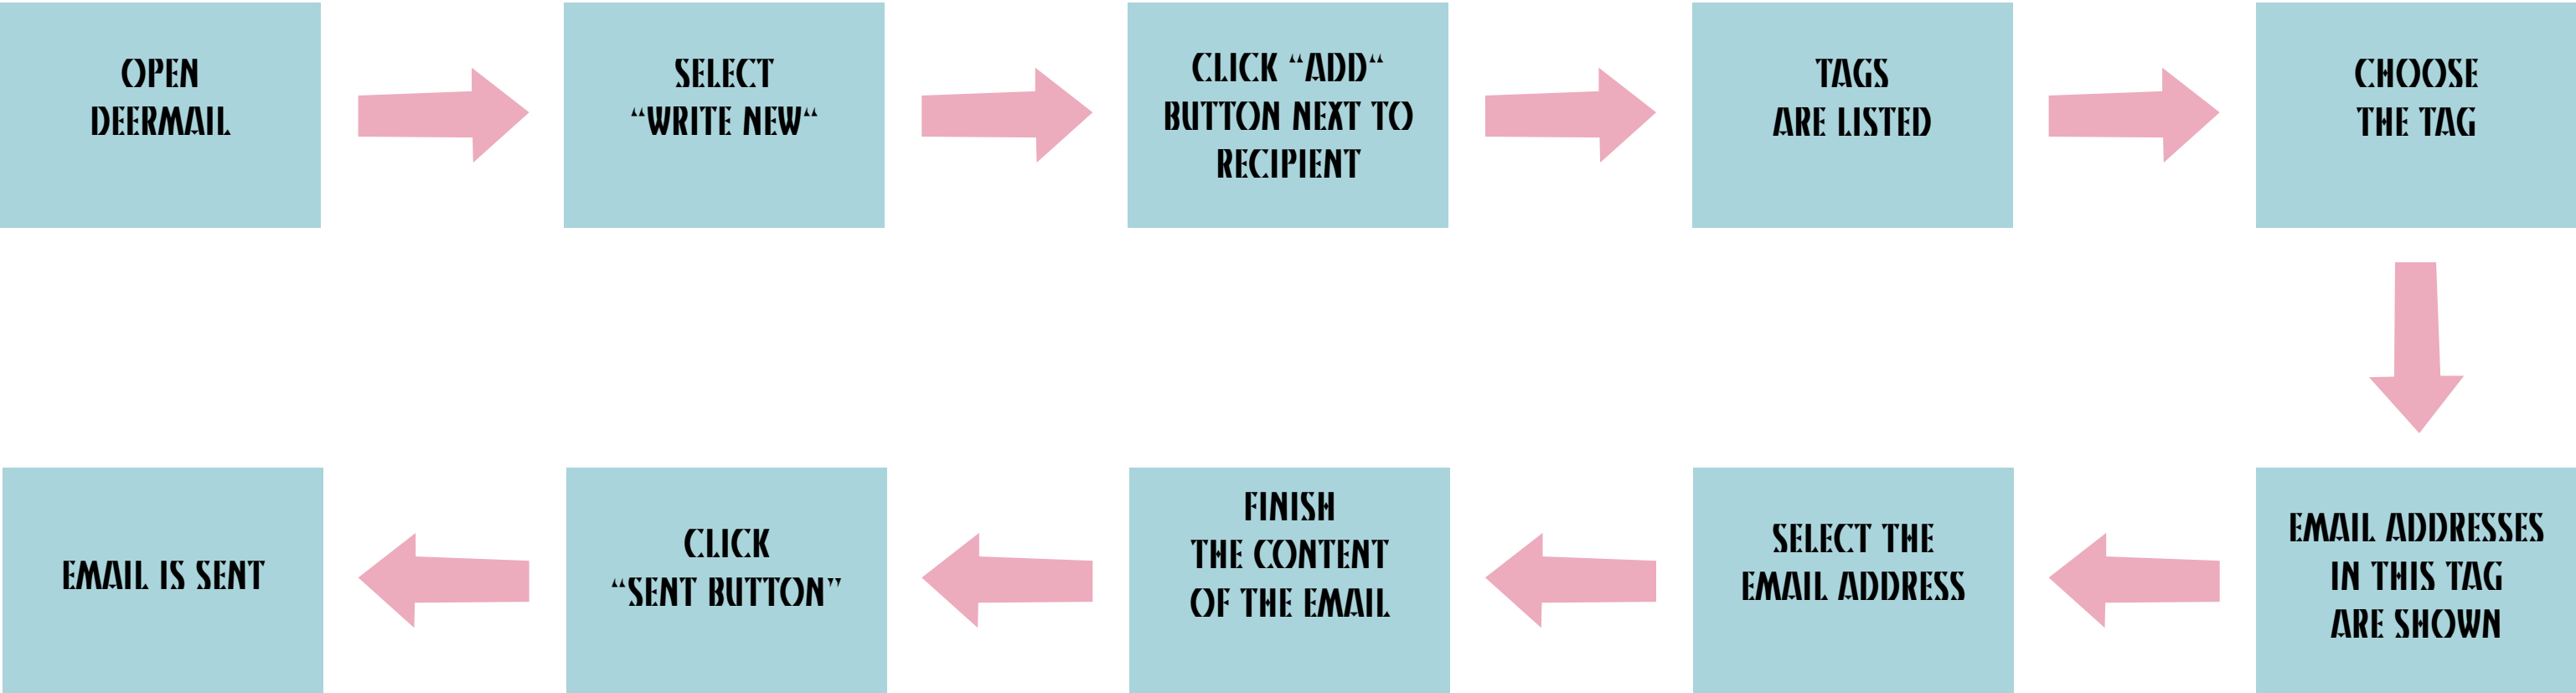 OPEN
DEERMAIL
SELECT
“WRITE NEW“
CLICK “ADD“
BUTTON NEXT TO
RECIPIENT
TAGS
ARE LISTED
CHOOSE
THE TAG
EMAIL ADDRESSES
IN THIS TAG
ARE SHOWN
SELECT THE
EMAIL ADDRESS
FINISH
THE CONTENT
OF THE EMAIL
CLICK
“SENT BUTTON”
EMAIL IS SENT